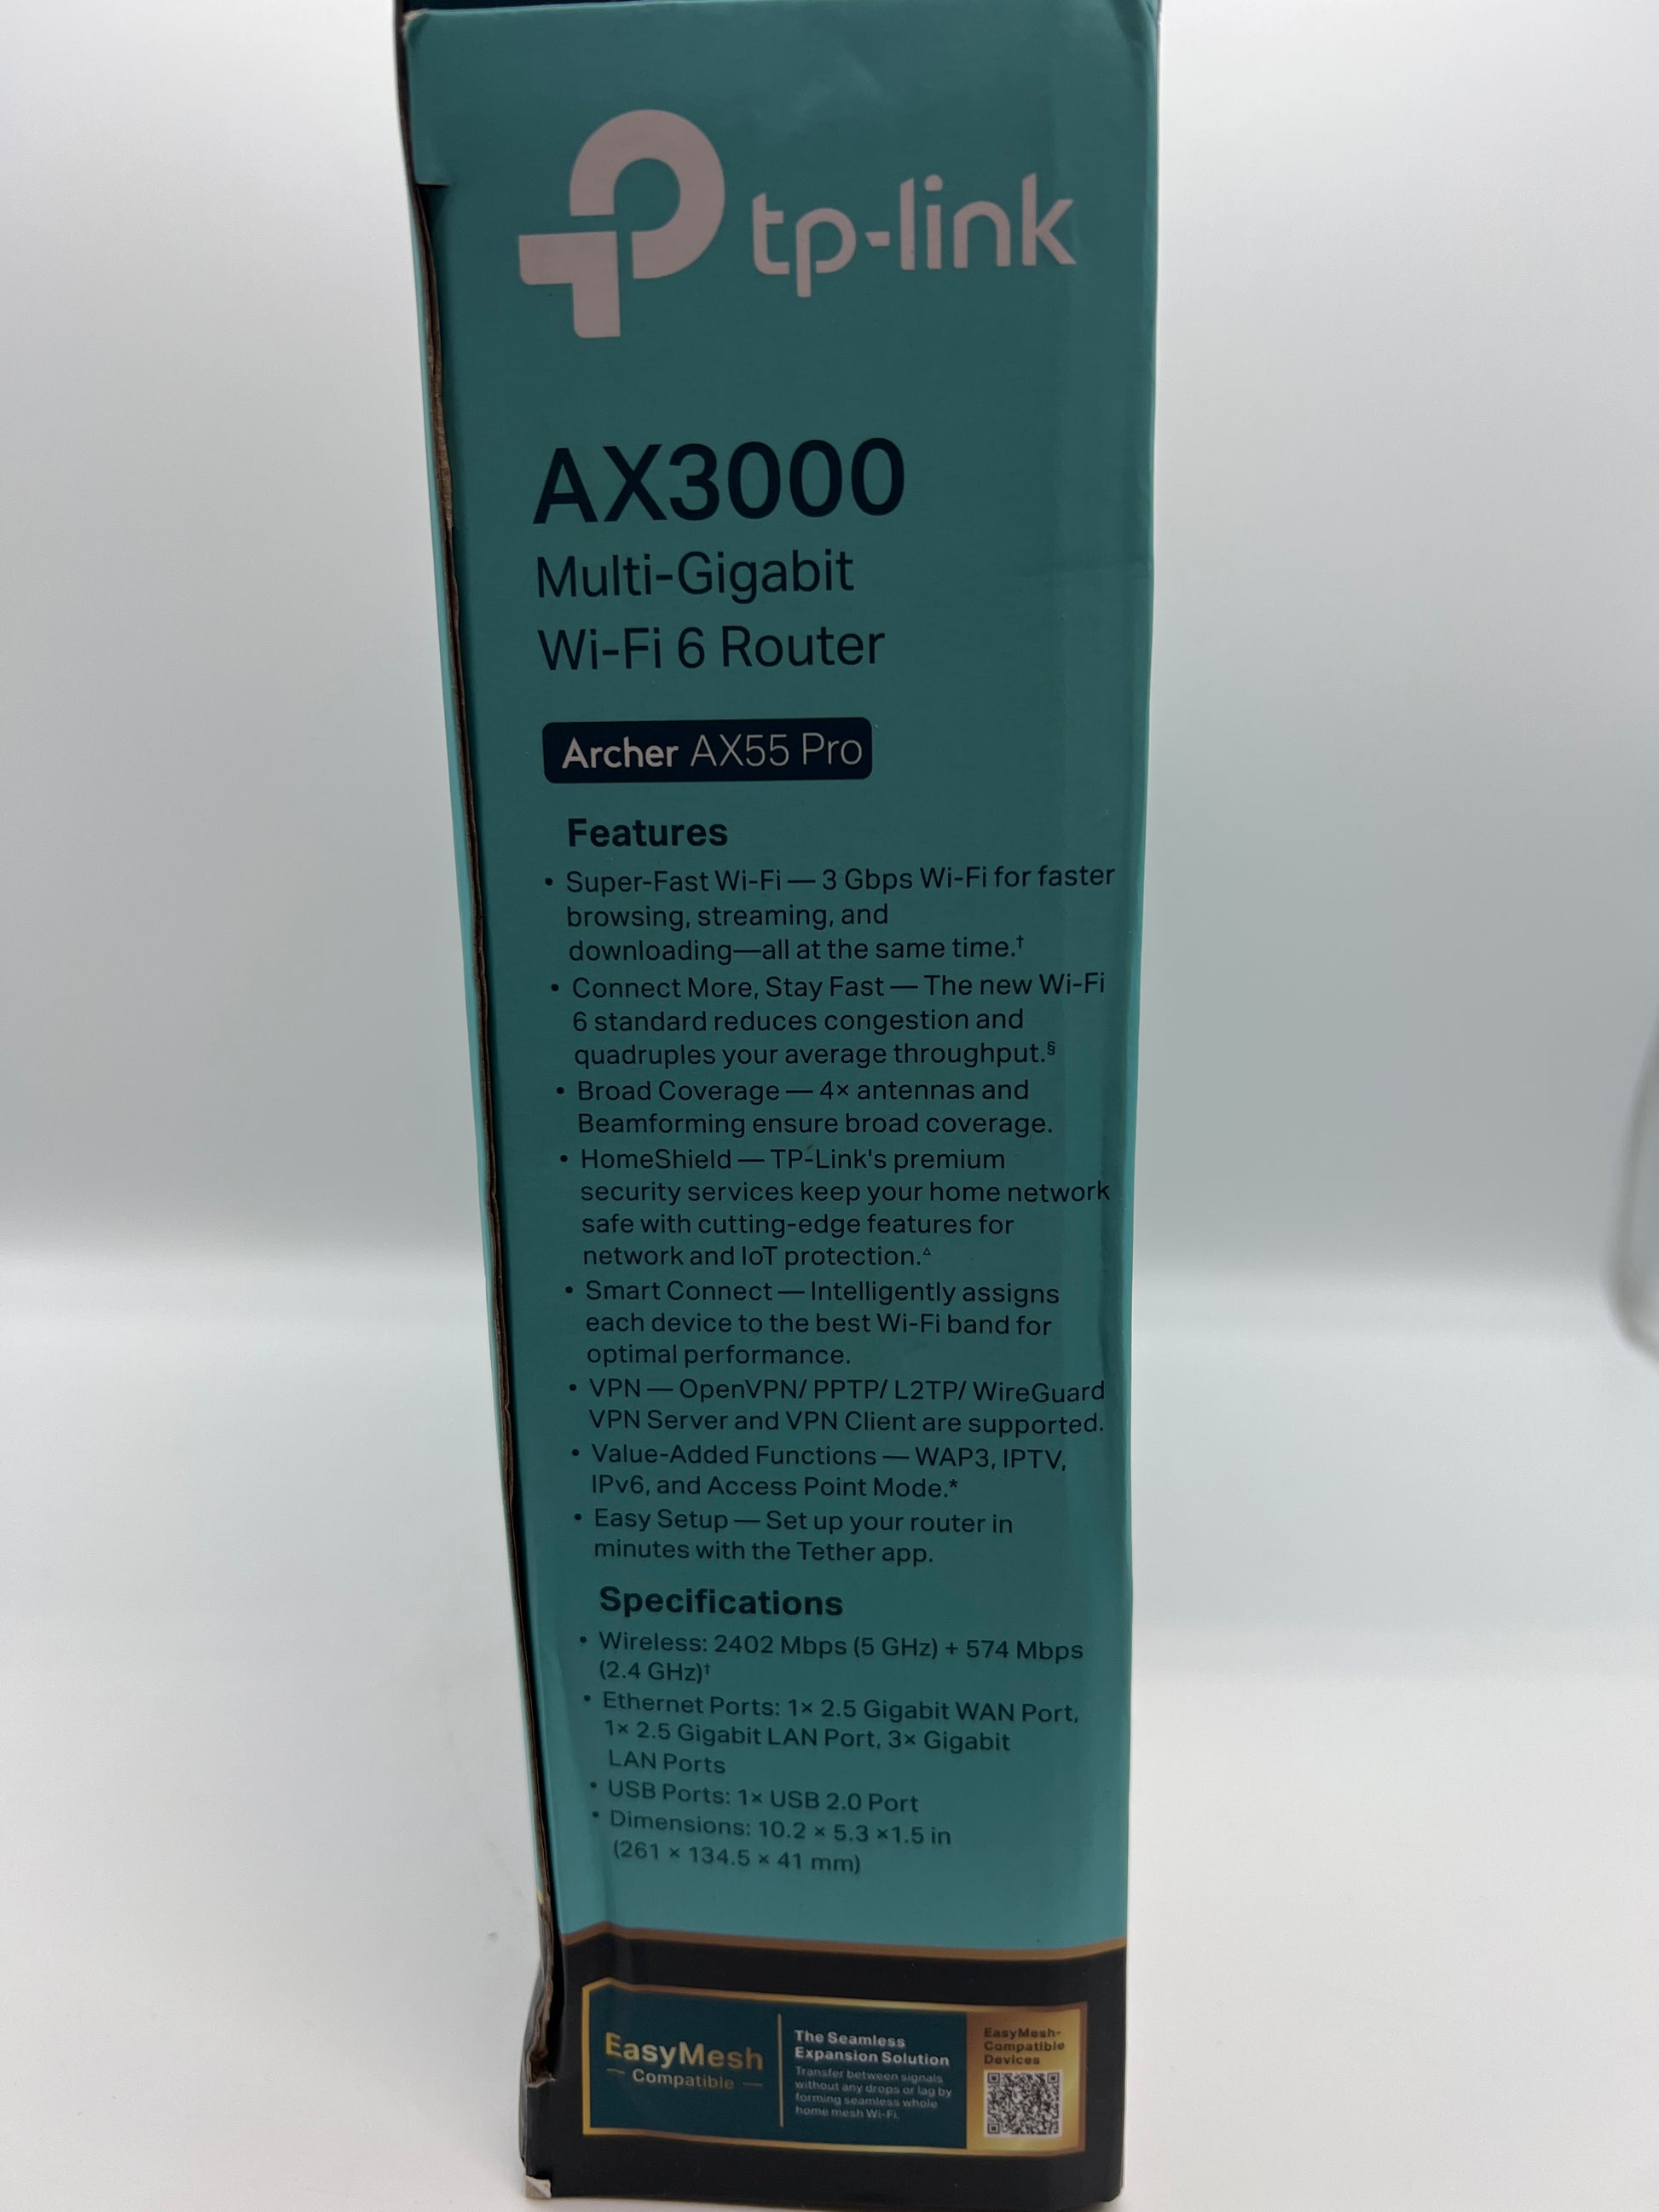 tp-link
AX3000
Multi-Gigabit
Wi-Fi 6 Router
Archer AX55 Pro
Features
• Super-Fast Wi-Fi — 3 Gbps Wi-Fi for faster
browsing, streaming, and
downloading—all at the same time.†
• Connect More, Stay Fast — The new Wi-Fi
6 standard reduces congestion and
quadruples your average throughput.§
• Broad Coverage — 4× antennas and
Beamforming ensure broad coverage.
• HomeShield — TP-Link's premium
security services keep your home network
safe with cutting-edge features for
network and IoT protection.△
• Smart Connect — Intelligently assigns
each device to the best Wi-Fi band for
optimal performance.
• VPN — OpenVPN/ PPTP/ L2TP/ WireGuard
VPN Server and VPN Client are supported.
• Value-Added Functions — WAP3, IPTV,
IPv6, and Access Point Mode.*
• Easy Setup — Set up your router in
minutes with the Tether app.
Specifications
• Wireless: 2402 Mbps (5 GHz) + 574 Mbps
(2.4 GHz)†
• Ethernet Ports: 1× 2.5 Gigabit WAN Port,
1× 2.5 Gigabit LAN Port, 3× Gigabit
LAN Ports
• USB Ports: 1× USB 2.0 Port
• Dimensions: 10.2 × 5.3 ×1.5 in
(261 × 134.5 × 41 mm)
EasyMesh
Compatible
The Seamless
Expansion Solution
Transfer between signals
without any drops or lag by
forming seamless whole
home mesh Wi-Fi.
EasyMesh-
Compatible
Devices